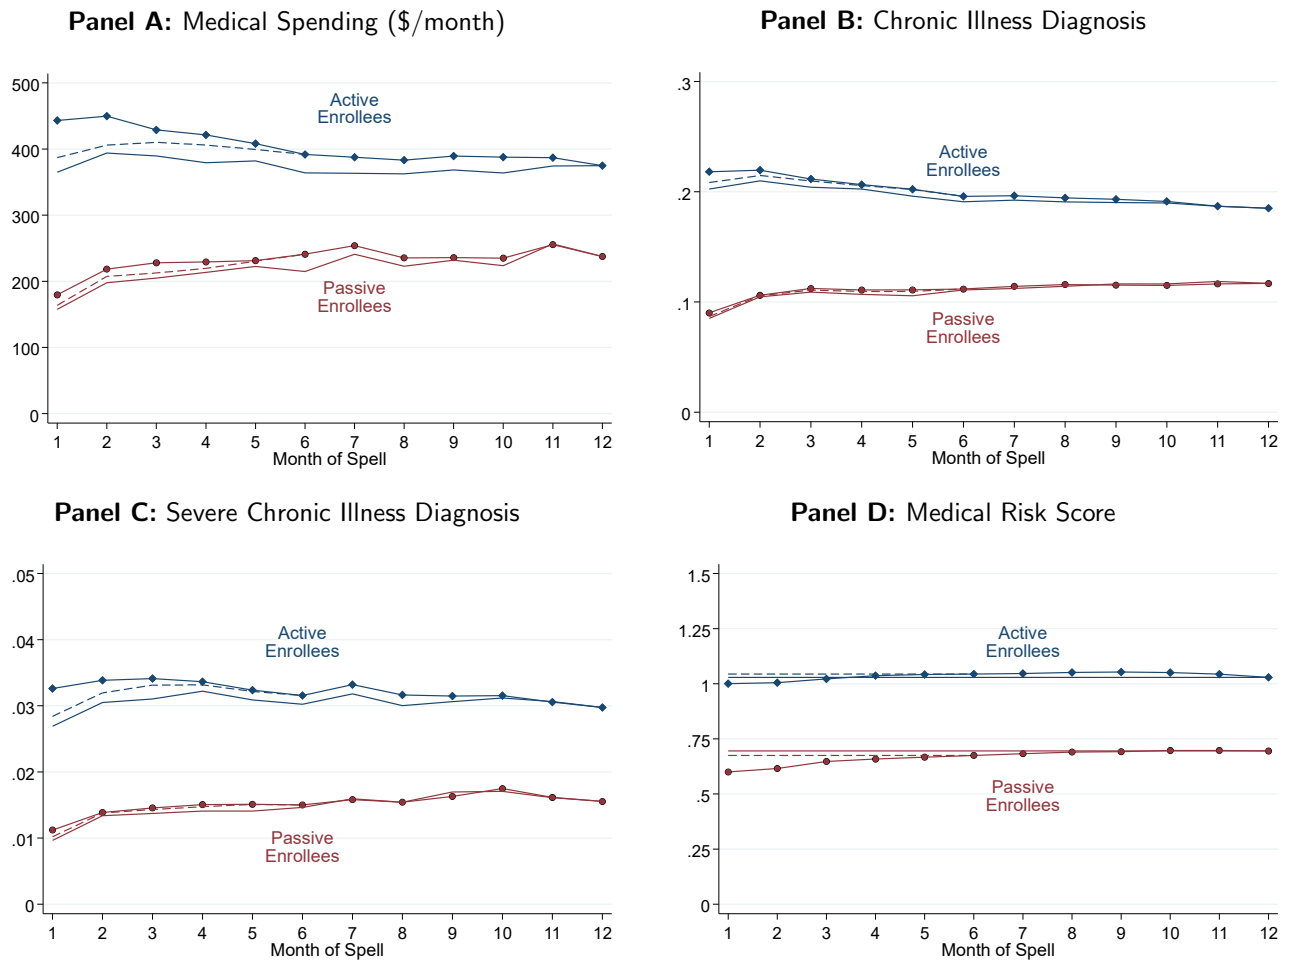 Panel A: Medical Spending ($/month)
500
400
300
200
100
0
Active
Enrollees
Passive
Enrollees
1 2 3 4 5 6 7 8 9 10 11 12
Month of Spell
Panel B: Chronic Illness Diagnosis
.3
.2
.1
0
Active
Enrollees
Passive
Enrollees
1 2 3 4 5 6 7 8 9 10 11 12
Month of Spell
Panel C: Severe Chronic Illness Diagnosis
.05
.04
.03
.02
.01
0
Active
Enrollees
Passive
Enrollees
1 2 3 4 5 6 7 8 9 10 11 12
Month of Spell
Panel D: Medical Risk Score
1.5
1.25
1
.75
.5
.25
0
Active
Enrollees
Passive
Enrollees
1 2 3 4 5 6 7 8 9 10 11 12
Month of Spell